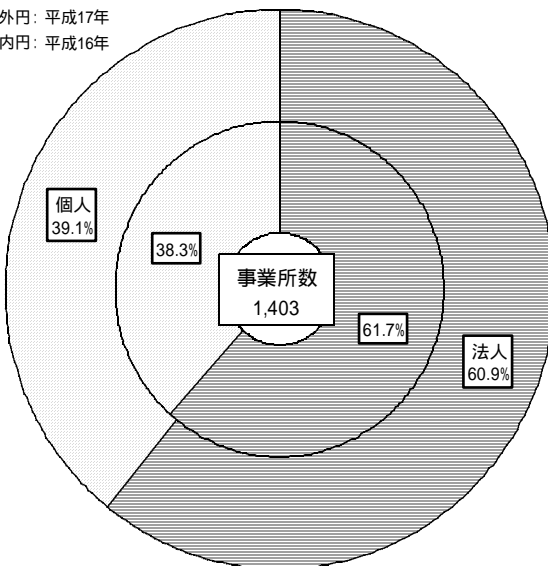 外円：平成17年
内円：平成16年
個人
39.1%
38.3%
事業所数
1,403
61.7%
法人
60.9%